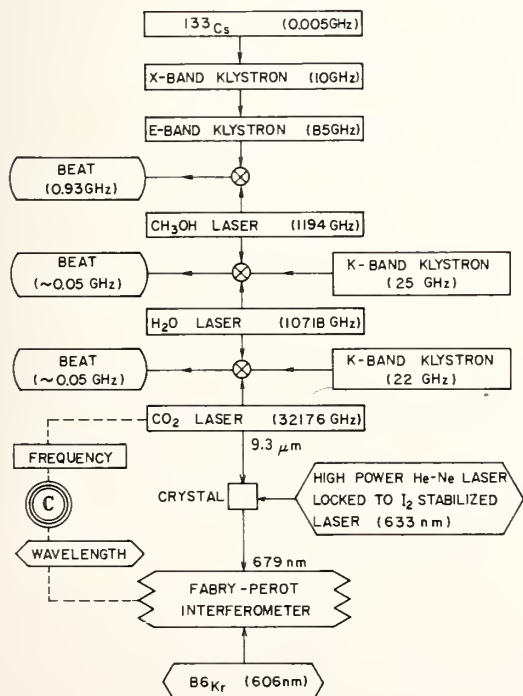 133Cs (0.005GHz)
X-BAND KLYSTRON (10GHz)
E-BAND KLYSTRON (85GHz)
BEAT
(0.93GHz)
CH3OH LASER (1194 GHz)
BEAT
(~0.05 GHz)
K-BAND KLYSTRON
(25 GHz)
H2O LASER (10718 GHz)
BEAT
(~0.05 GHz)
K-BAND KLYSTRON
(22 GHz)
CO2 LASER (32176 GHz)
9.3 μm
FREQUENCY
C
WAVELENGTH
CRYSTAL
HIGH POWER He-Ne LASER
LOCKED TO I2 STABILIZED
LASER (633 nm)
679 nm
FABRY-PEROT
INTERFEROMETER
86Kr (606nm)